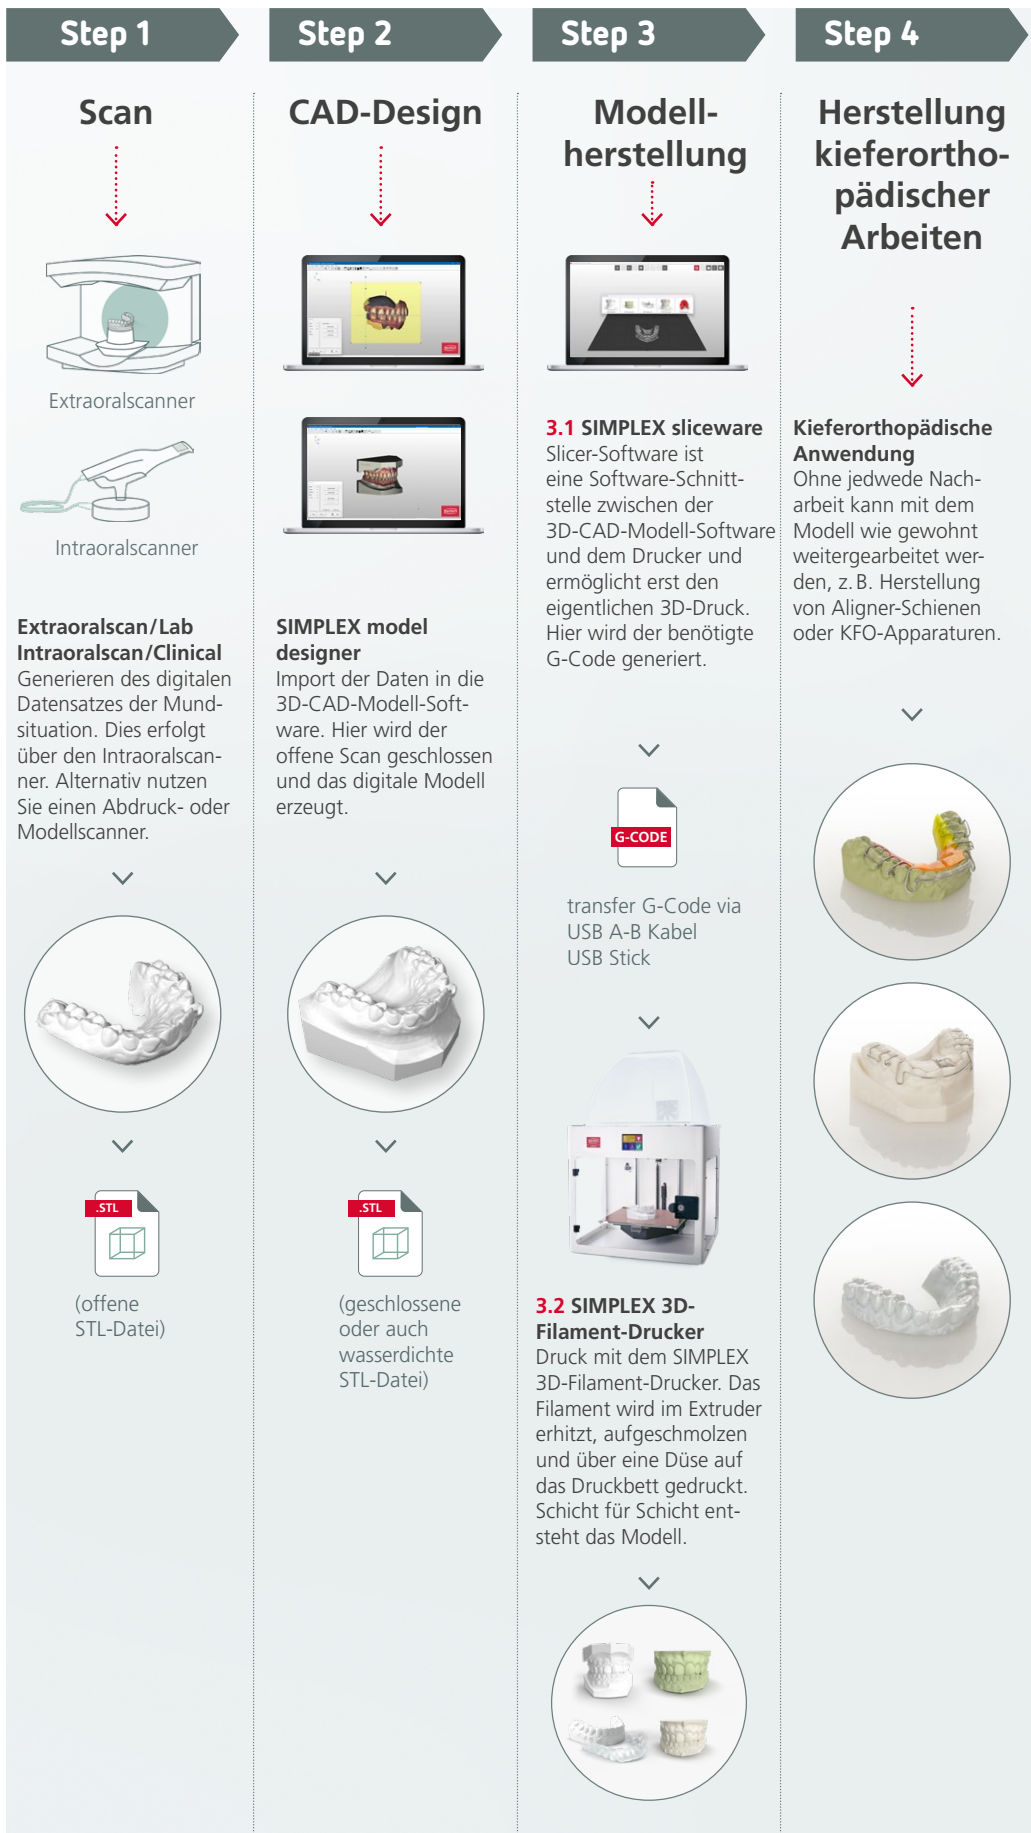 Step 1
Scan
Extraoralscanner
Intraoralscanner
Extraoralscan/Lab
Intraoralscan/Clinical
Generieren des digitalen
Datensatzes der Mund-
situation. Dies erfolgt
über den Intraoralscan-
ner. Alternativ nutzen
Sie einen Abdruck- oder
Modellscanner.
.STL
(offene
STL-Datei)
Step 2
CAD-Design
SIMPLEX model
designer
Import der Daten in die
3D-CAD-Modell-Soft-
ware. Hier wird der
offene Scan geschlossen
und das digitale Modell
erzeugt.
.STL
(geschlossene
oder auch
wasserdichte
STL-Datei)
Step 3
Modell-
herstellung
3.1 SIMPLEX sliceware
Slicer-Software ist
eine Software-Schnitt-
stelle zwischen der
3D-CAD-Modell-Software
und dem Drucker und
ermöglicht erst den
eigentlichen 3D-Druck.
Hier wird der benötigte
G-Code generiert.
G-CODE
transfer G-Code via
USB A-B Kabel
USB Stick
3.2 SIMPLEX 3D-
Filament-Drucker
Druck mit dem SIMPLEX
3D-Filament-Drucker. Das
Filament wird im Extruder
erhitzt, aufgeschmolzen
und über eine Düse auf
das Druckbett gedruckt.
Schicht für Schicht ent-
steht das Modell.
Step 4
Herstellung
kieferortho-
pädischer
Arbeiten
Kieferorthopädische
Anwendung
Ohne jedwede Nach-
arbeit kann mit dem
Modell wie gewohnt
weitergearbeitet wer-
den, z. B. Herstellung
von Aligner-Schienen
oder KFO-Apparaturen.